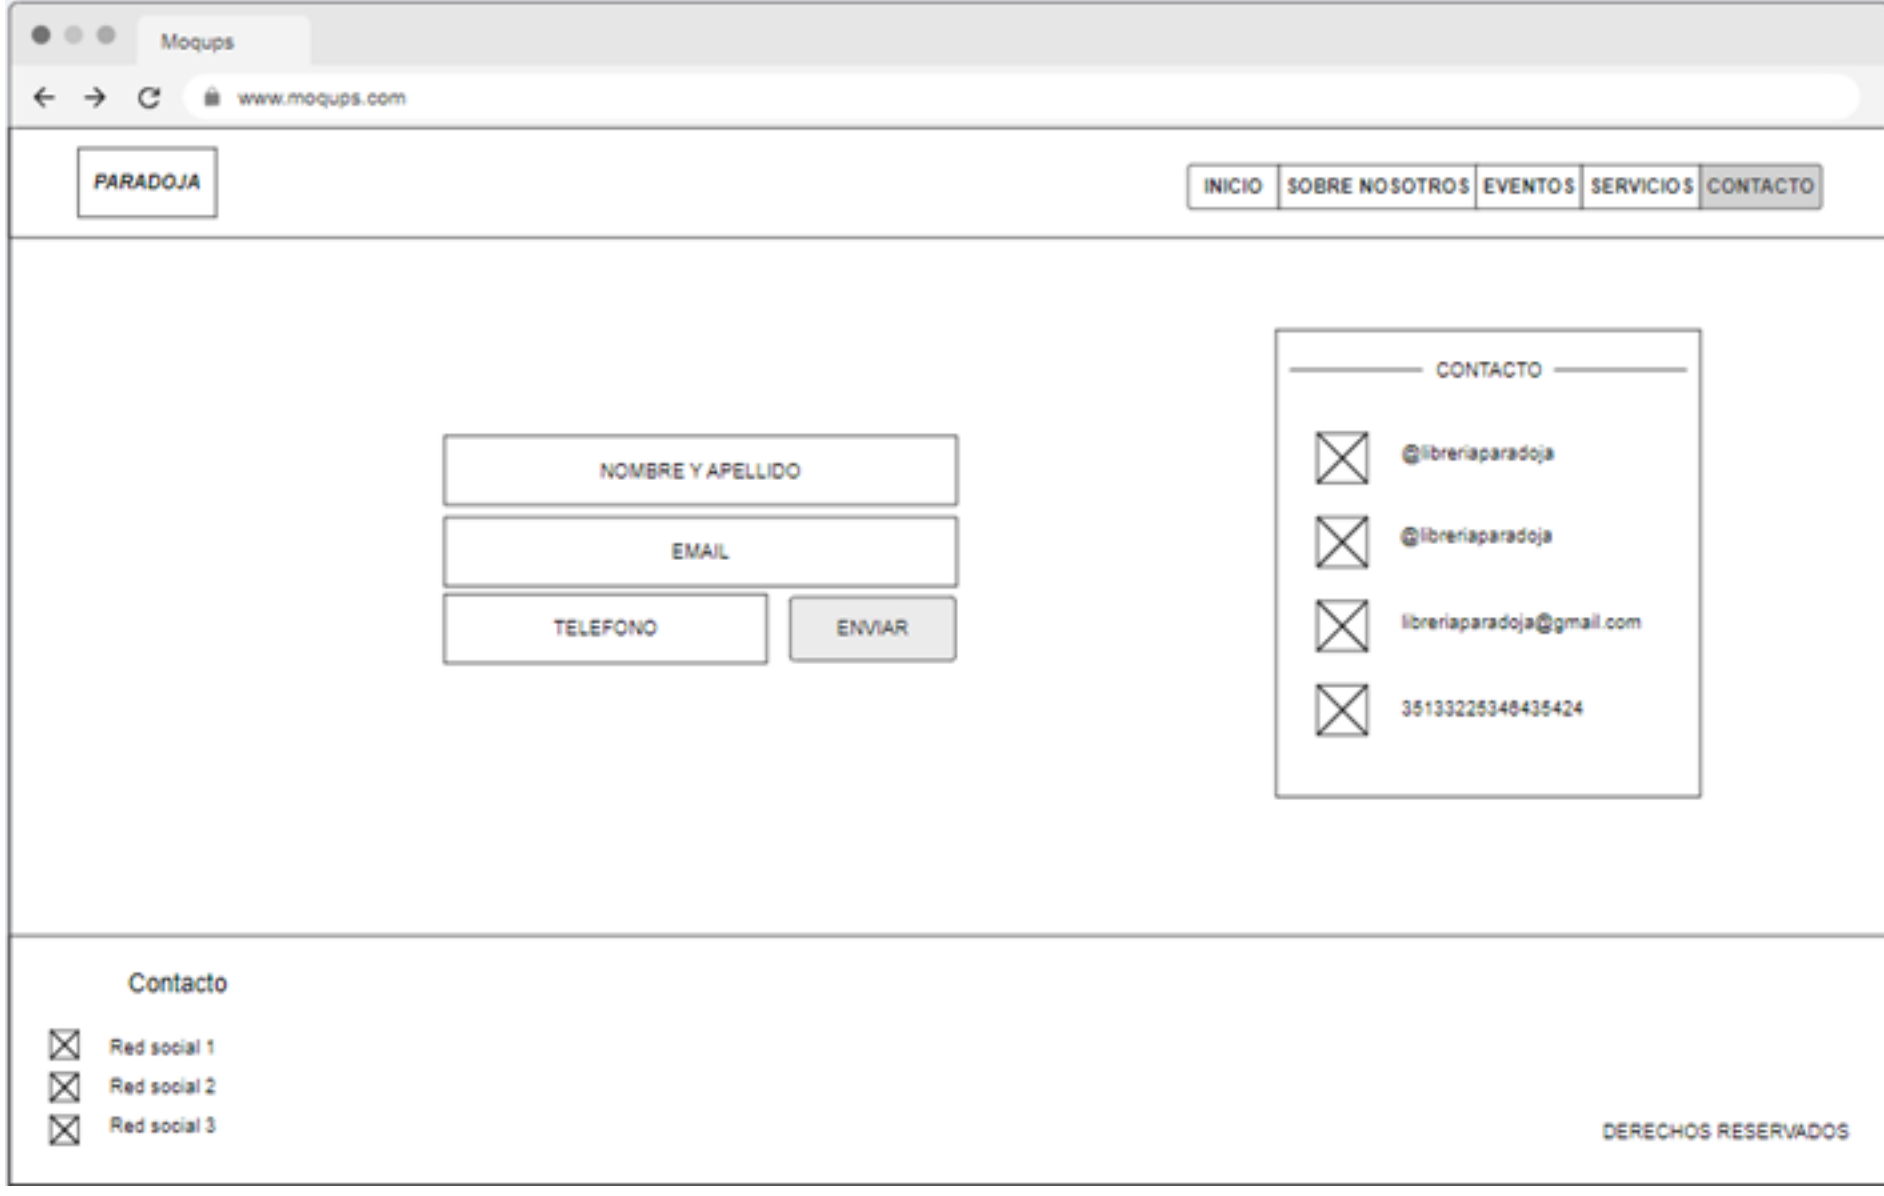 Moqups
www.moqups.com
PARADOJA
INICIO SOBRE NOSOTROS EVENTOS SERVICIOS CONTACTO
CONTACTO
@libreriaparadoja
@libreriaparadoja
libreriaparadoja@gmail.com
35133225346435424
NOMBRE Y APELLIDO
EMAIL
TELEFONO ENVIAR
Contacto
Red social 1
Red social 2
Red social 3
DERECHOS RESERVADOS